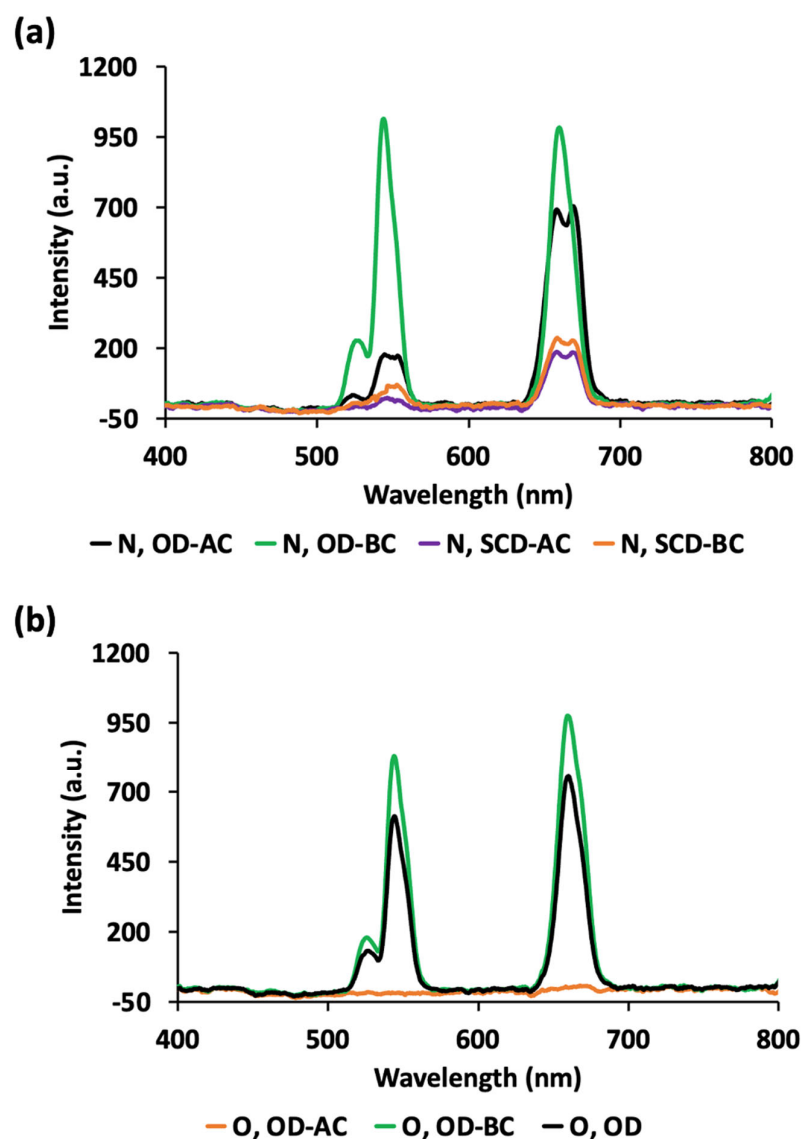 (a)
1200
950
700
450
200
-50
Intensity (a.u.)
400 500 600 700 800
Wavelength (nm)
N, OD-AC N, OD-BC N, SCD-AC N, SCD-BC
(b)
1200
950
700
450
200
-50
Intensity (a.u.)
400 500 600 700 800
Wavelength (nm)
O, OD-AC O, OD-BC O, OD